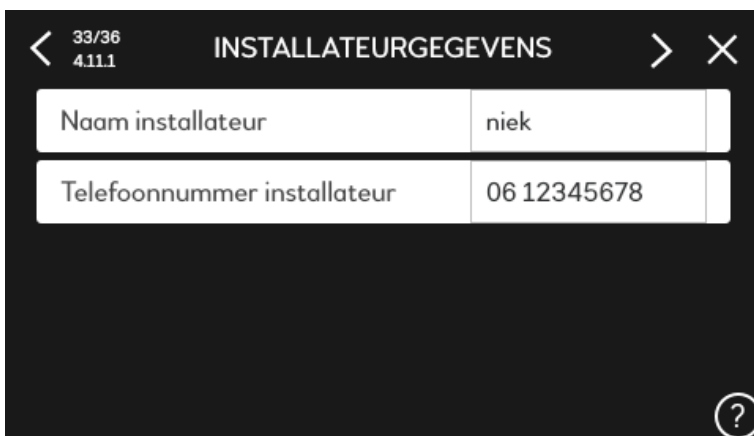 33/36
4.11.1
INSTALLATEURGEGEVENS
Naam installateur niek
Telefoonnummer installateur 06 12345678
?